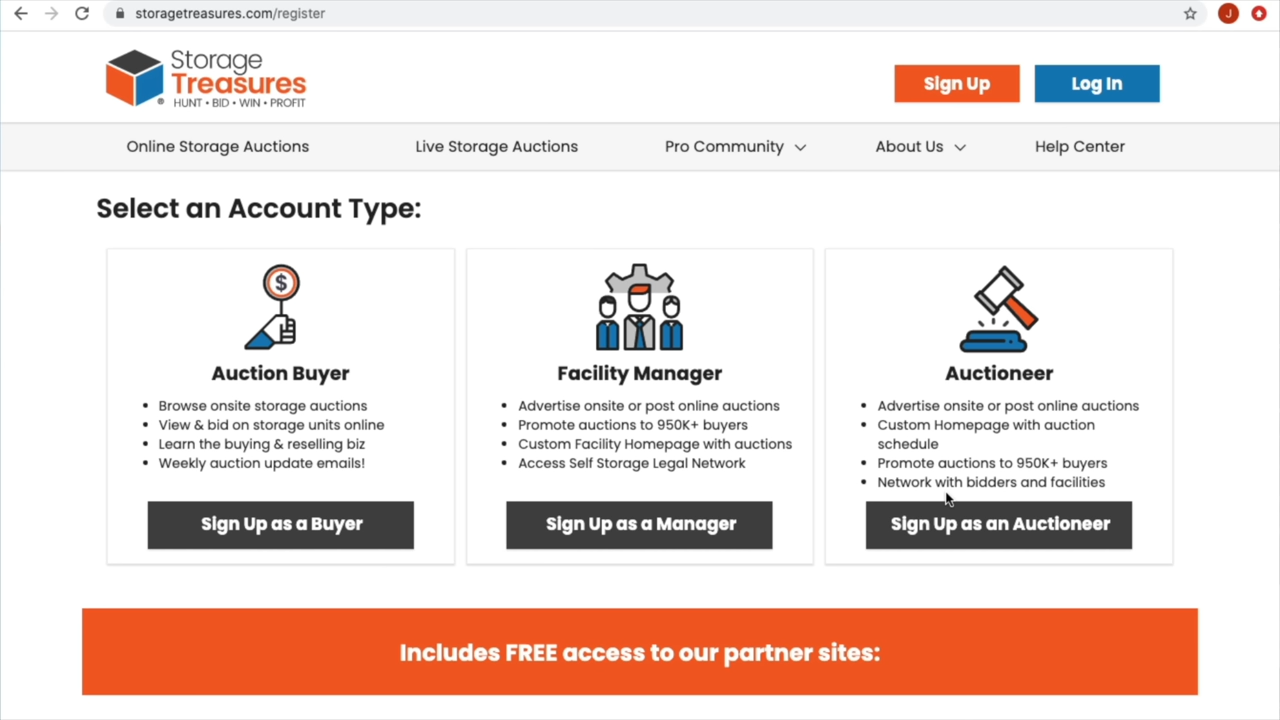 storagetreasures.com/register
J
Storage
Treasures®
HUNT • BID • WIN • PROFIT
Sign Up
Log In
Online Storage Auctions
Live Storage Auctions
Pro Community
About Us
Help Center
Select an Account Type:
$
Auction Buyer
• Browse onsite storage auctions
• View & bid on storage units online
• Learn the buying & reselling biz
• Weekly auction update emails!
Sign Up as a Buyer
Facility Manager
• Advertise onsite or post online auctions
• Promote auctions to 950K+ buyers
• Custom Facility Homepage with auctions
• Access Self Storage Legal Network
Sign Up as a Manager
Auctioneer
• Advertise onsite or post online auctions
• Custom Homepage with auction
schedule
• Promote auctions to 950K+ buyers
• Network with bidders and facilities
Sign Up as an Auctioneer
Includes FREE access to our partner sites: